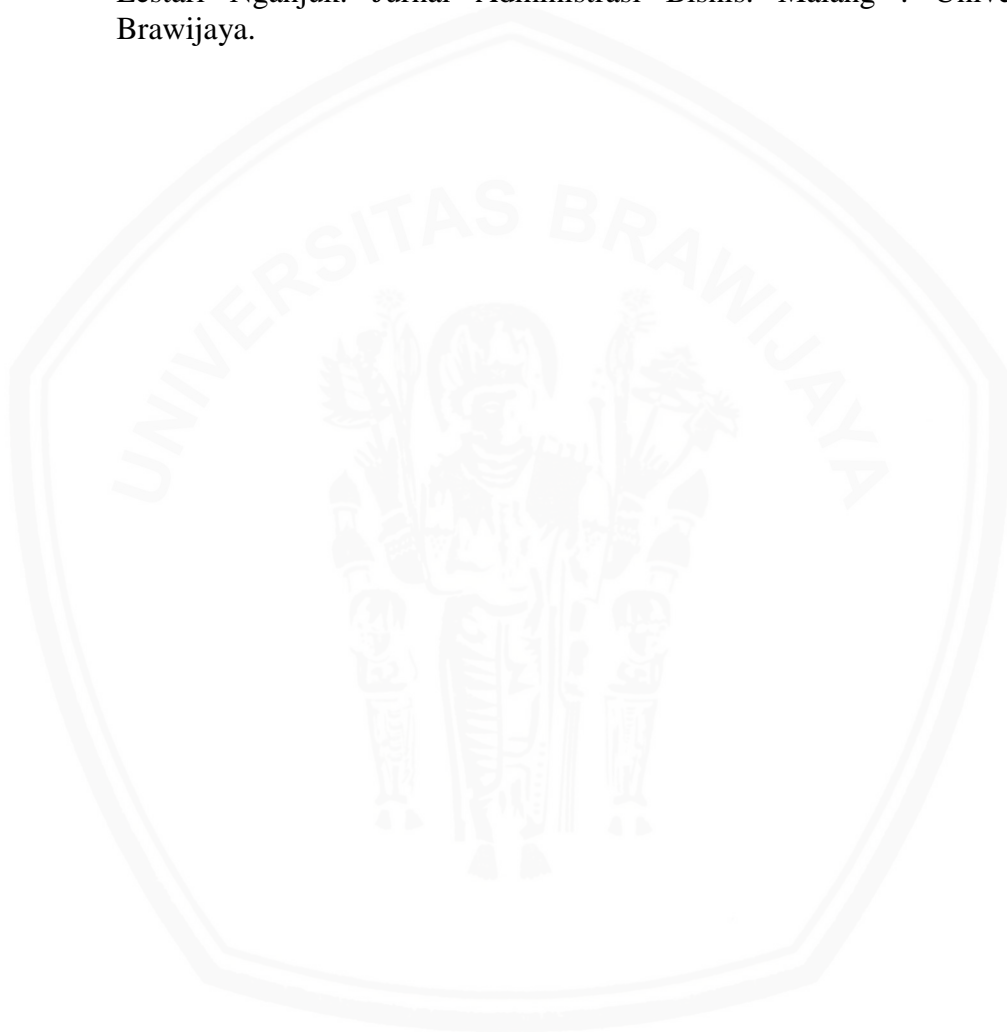 Lestari Nganjuk. Jurnal Administrasi Bisnis. Malang :
Brawijaya.
UNIVERSITAS BRAWIJAYA